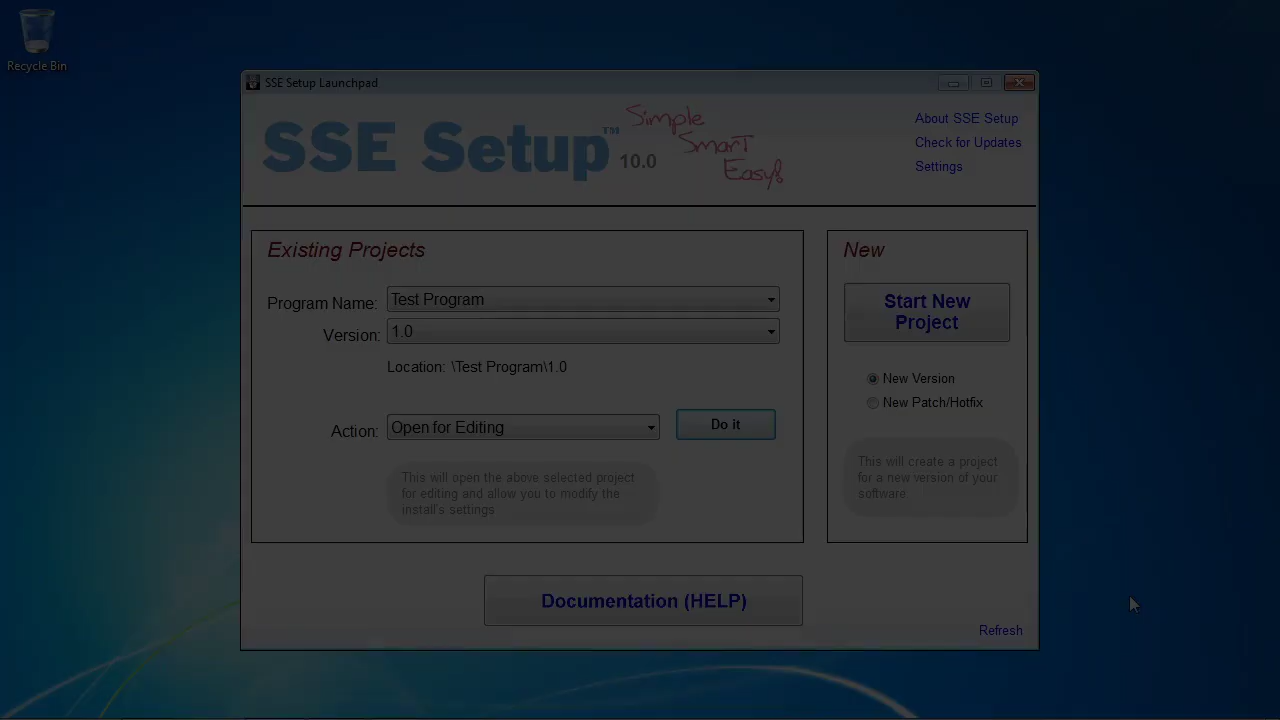 Recycle Bin
SSE Setup Launchpad
SSE Setup™ 10.0
Simple
Smart
Easy!
About SSE Setup
Check for Updates
Settings
Existing Projects
Program Name: Test Program
Version: 1.0
Location: \Test Program\1.0
Action: Open for Editing
Do it
This will open the above selected project
for editing and allow you to modify the
install's settings
New
Start New
Project
New Version
New Patch/Hotfix
This will create a project
for a new version of your
software
Documentation (HELP)
Refresh